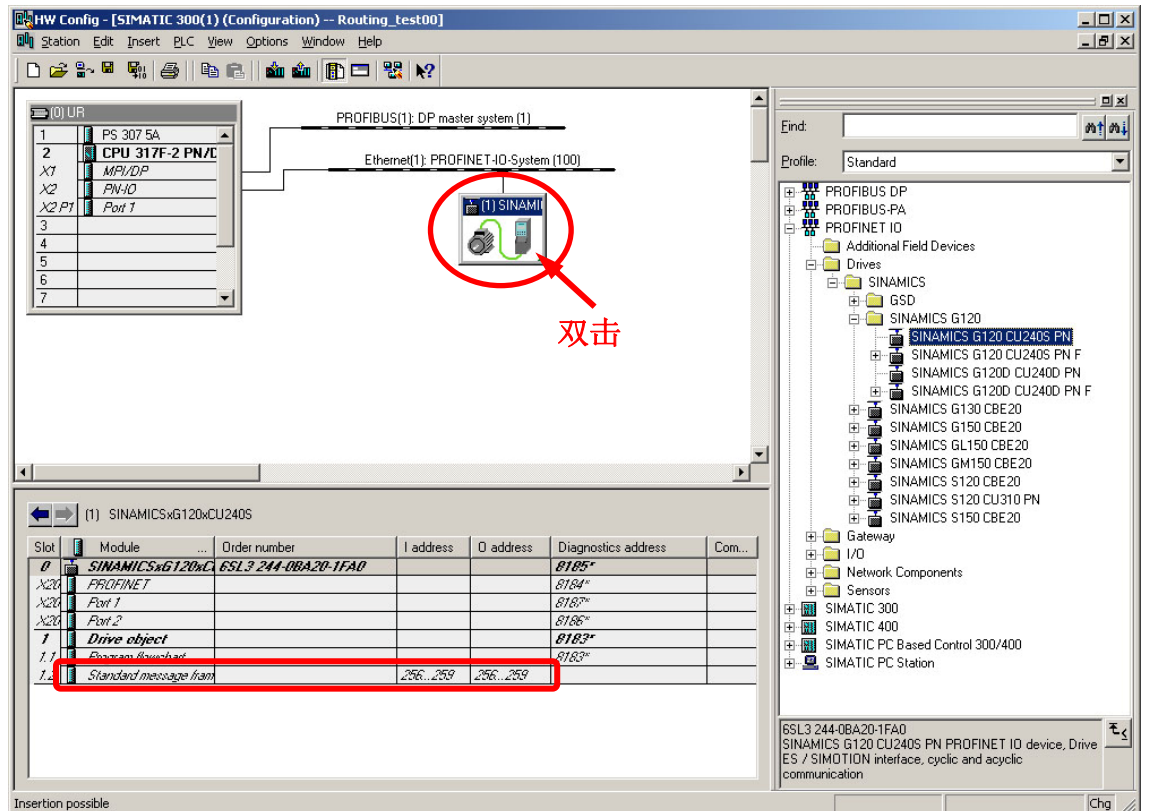 HW Config - [SIMATIC 300(1) (Configuration) -- Routing_test00]
Station Edit Insert PLC View Options Window Help
(0) UR
1 PS 307 5A
2 CPU 317F-2 PN/D
X1 MPI/DP
X2 PN-IO
X2 P1 Port 1
3
4
5
6
7
PROFIBUS(1): DP master system (1)
Ethernet(1): PROFINET-IO-System (100)
(1) SINAMI
双击
Find:
Profile: Standard
PROFIBUS DP
PROFIBUS-PA
PROFINET IO
Additional Field Devices
Drives
SINAMICS
GSD
SINAMICS G120
SINAMICS G120 CU240S PN
SINAMICS G120 CU240S PN F
SINAMICS G120D CU240D PN
SINAMICS G120D CU240D PN F
SINAMICS G130 CBE20
SINAMICS G150 CBE20
SINAMICS GL150 CBE20
SINAMICS GM150 CBE20
SINAMICS S120 CBE20
SINAMICS S120 CU310 PN
SINAMICS S150 CBE20
Gateway
I/O
Network Components
Sensors
SIMATIC 300
SIMATIC 400
SIMATIC PC Based Control 300/400
SIMATIC PC Station
6SL3 244-0BA20-1FA0
SINAMICS G120 CU240S PN PROFINET IO device, Drive
ES / SIMOTION interface, cyclic and acyclic
communication
(1) SINAMICSxG120xCU240S
Slot Module ... Order number I address O address Diagnostics address Com...
0 SINAMICSxG120xC 6SL3 244-0BA20-1FA0 8185*
X20 PROFINET 8184*
X20 Port 1 8187*
X20 Port 2 8186*
1 Drive object 8183*
1.1 Program flowchart 8183*
1.2 Standard message fram 256...259 256...259
Insertion possible
Chg